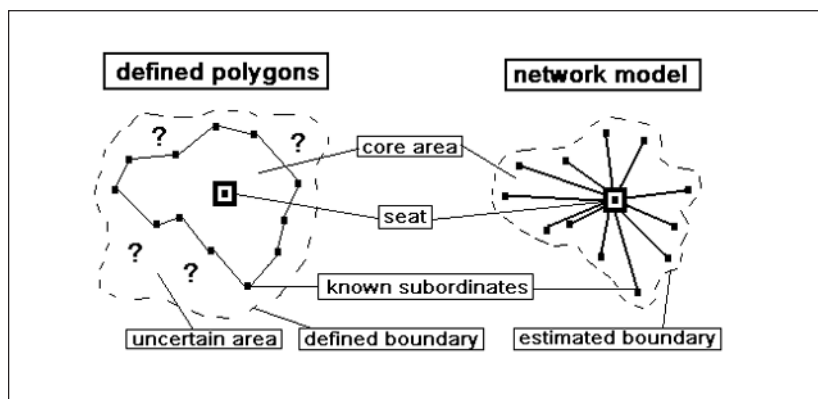 defined polygons
network model
?
?
core area
seat
?
?
known subordinates
uncertain area
defined boundary
estimated boundary